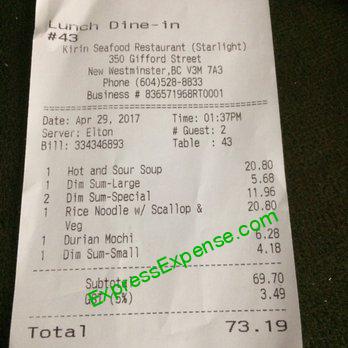 Lunch Dine-in
#43
Kirin Seafood Restaurant (Starlight)
350 Gifford Street
New Westminster,BC V3M 7A3
Phone (604)528-8833
Business # 836571968RT0001
Date: Apr 29, 2017 Time: 01:37PM
Server: Elton # Guest: 2
Bill: 334346893 Table : 43
1 Hot and Sour Soup 20.80
1 Dim Sum-Large 5.68
2 Dim Sum-Special 11.96
1 Rice Noodle w/ Scallop & 20.80
Veg
1 Durian Mochi 6.28
1 Dim Sum-Small 4.18
ExpressExpense.com
Subtotal 69.70
GST (5%) 3.49
Total 73.19